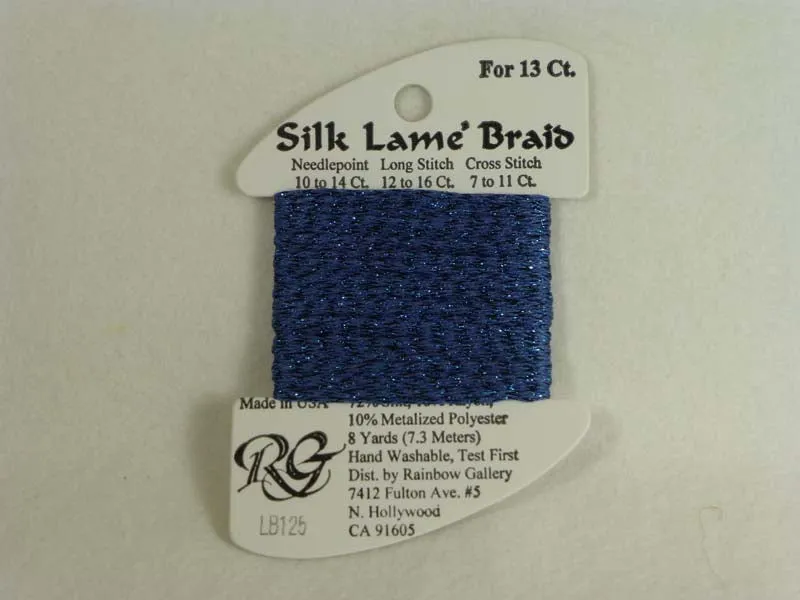 For 13 Ct.
Silk Lame' Braid
Needlepoint Long Stitch Cross Stitch
10 to 14 Ct. 12 to 16 Ct. 7 to 11 Ct.
Made in USA 72% Silk,
10% Metalized Polyester
8 Yards (7.3 Meters)
Hand Washable, Test First
Dist. by Rainbow Gallery
7412 Fulton Ave. #5
N. Hollywood
CA 91605
RG
LB125